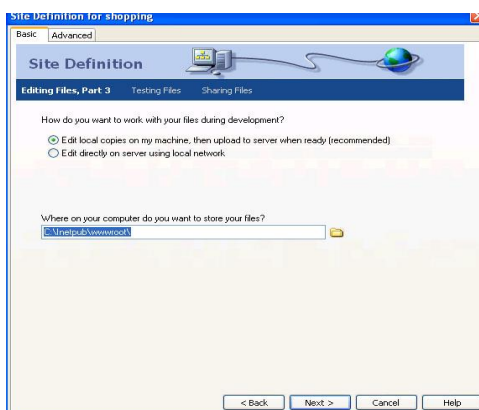 Site Definition for shopping
Basic Advanced
Site Definition
Editing Files, Part 3 Testing Files Sharing Files
How do you want to work with your files during development?
Edit local copies on my machine, then upload to server when ready (recommended)
Edit directly on server using local network
Where on your computer do you want to store your files?
C:\Inetpub\wwwroot\
< Back Next > Cancel Help